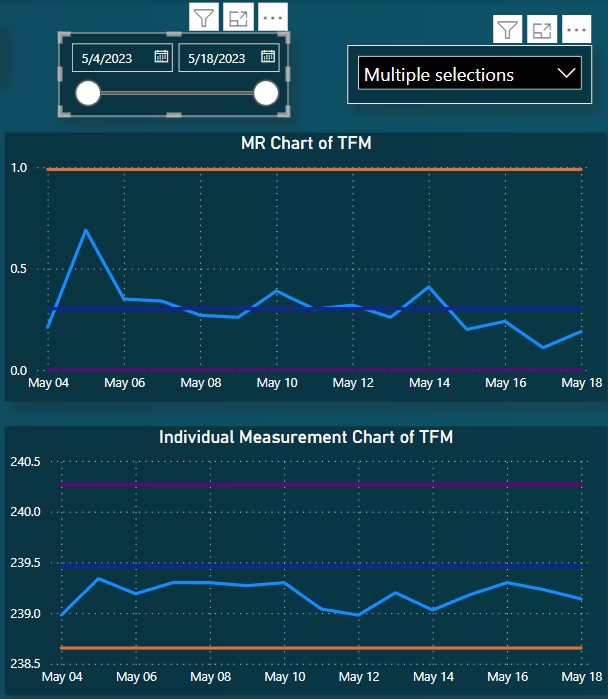 5/4/2023 5/18/2023
Multiple selections
MR Chart of TFM
1.0
0.5
0.0
May 04 May 06 May 08 May 10 May 12 May 14 May 16 May 18
Individual Measurement Chart of TFM
240.5
240.0
239.5
239.0
238.5
May 04 May 06 May 08 May 10 May 12 May 14 May 16 May 18